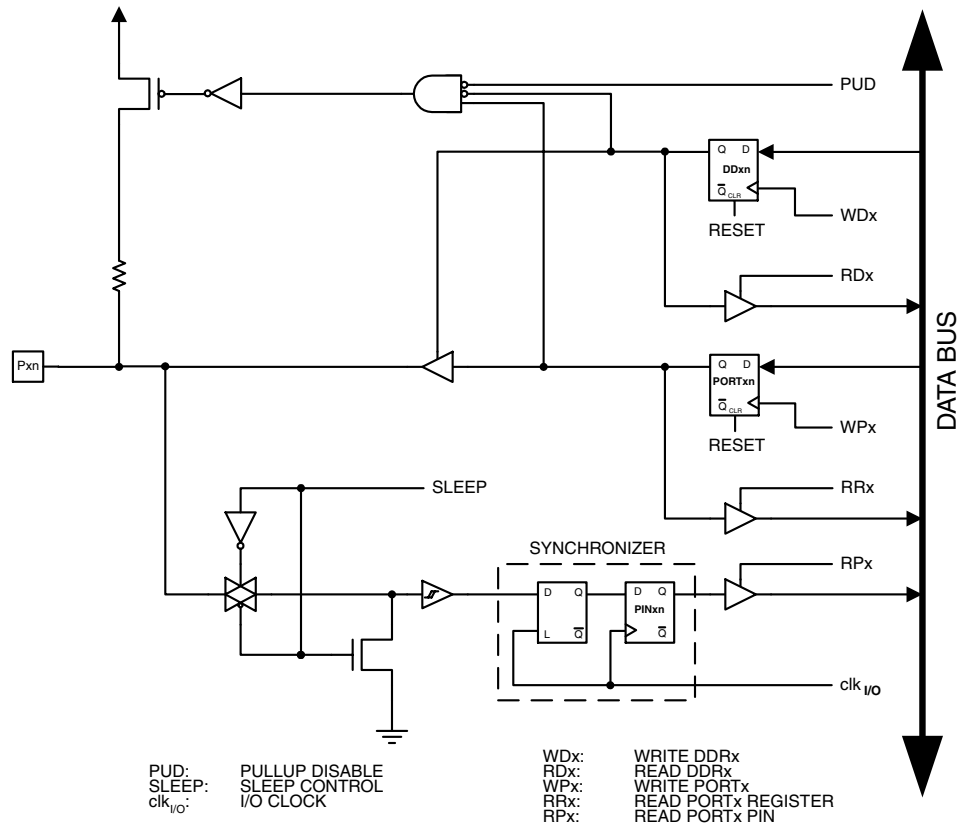 PUD
Q D
DDxn
Q CLR
WDx
RESET
RDx
Pxn
Q D
PORTxn
Q CLR
WPx
RESET
DATA BUS
SLEEP
RRx
SYNCHRONIZER
RPx
D Q
L Q
D Q
PINxn
Q
clk I/O
PUD: PULLUP DISABLE
SLEEP: SLEEP CONTROL
clkI/O: I/O CLOCK
WDx: WRITE DDRx
RDx: READ DDRx
WPx: WRITE PORTx
RRx: READ PORTx REGISTER
RPx: READ PORTx PIN